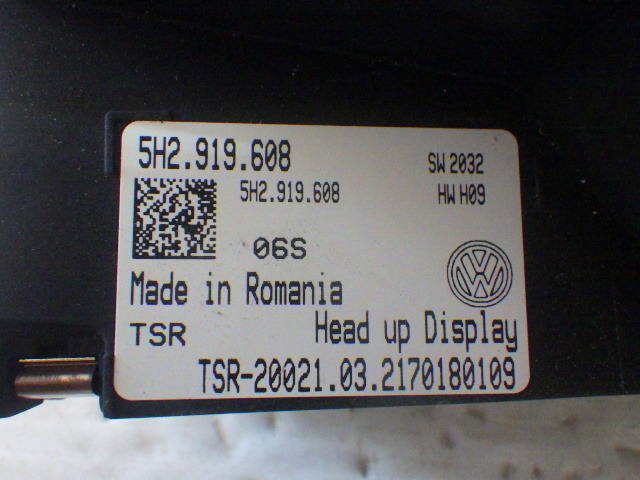 5H2.919.608
SW 2032
5H2.919.608
HW H09
06S
Made in Romania
TSR
Head up Display
TSR-20021.03.2170180109